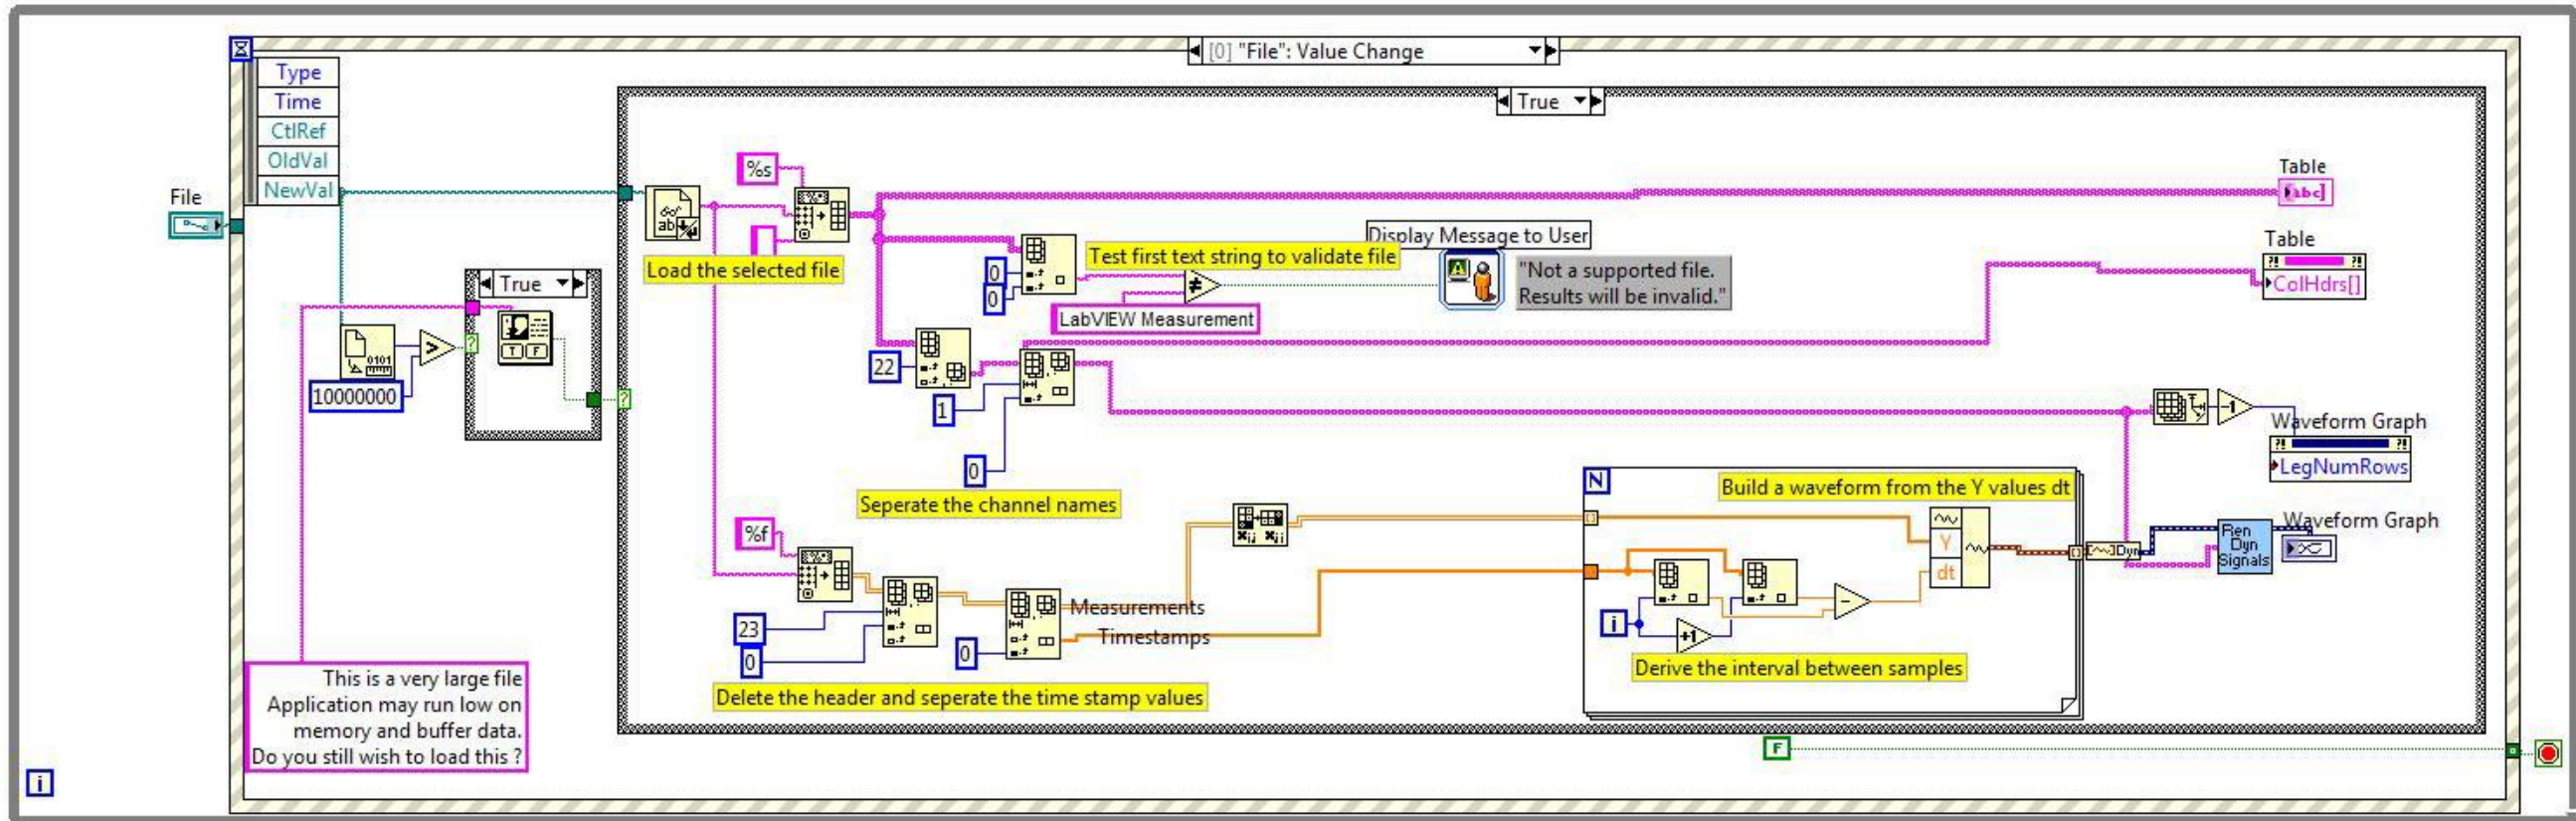 [0] "File": Value Change
Type
Time
CtlRef
OldVal
NewVal
File
True
10000000
?
?
This is a very large file
Application may run low on
memory and buffer data.
Do you still wish to load this ?
i
True
%s
Load the selected file
0
0
Test first text string to validate file
LabVIEW Measurement
Display Message to User
"Not a supported file.
Results will be invalid."
Table
abc
Table
ColHdrs[]
22
1
0
Seperate the channel names
-1
Waveform Graph
LegNumRows
%f
23
0
0
Measurements
Timestamps
Delete the header and seperate the time stamp values
N
Build a waveform from the Y values dt
Y
dt
i
+1
Derive the interval between samples
Dyn
Ren
Dyn
Signals
Waveform Graph
F